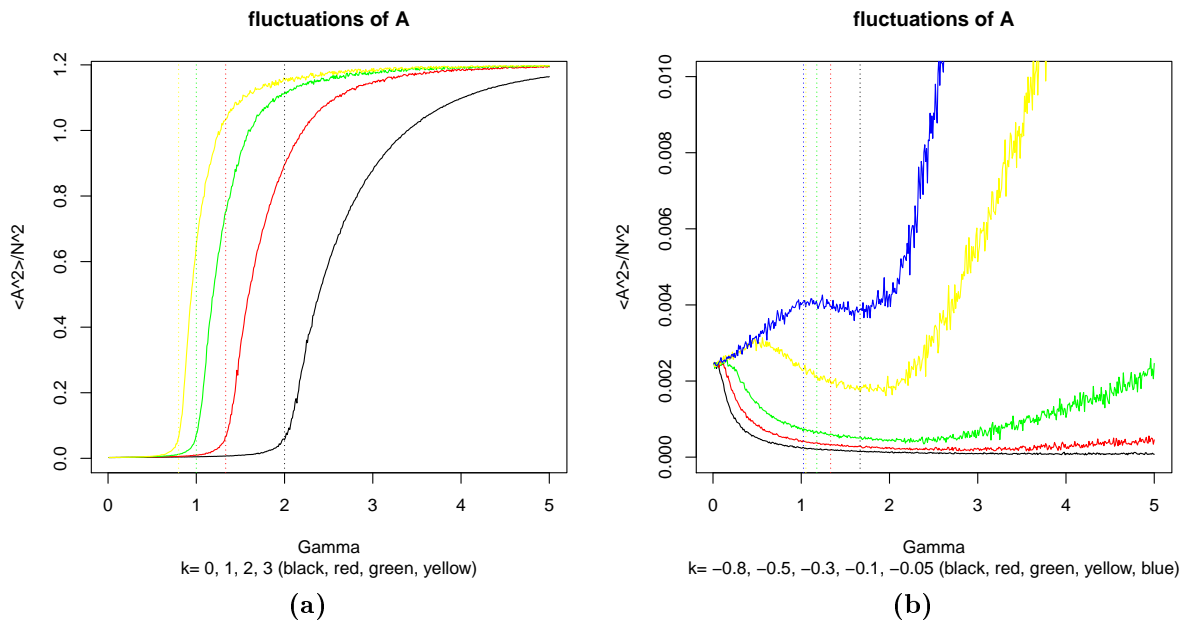 fluctuations of A
<A^2>/N^2
0.0
0.2
0.4
0.6
0.8
1.0
1.2
0 1 2 3 4 5
Gamma
k= 0, 1, 2, 3 (black, red, green, yellow)
(a)
fluctuations of A
<A^2>/N^2
0.000
0.002
0.004
0.006
0.008
0.010
0 1 2 3 4 5
Gamma
k= −0.8, −0.5, −0.3, −0.1, −0.05 (black, red, green, yellow, blue)
(b)